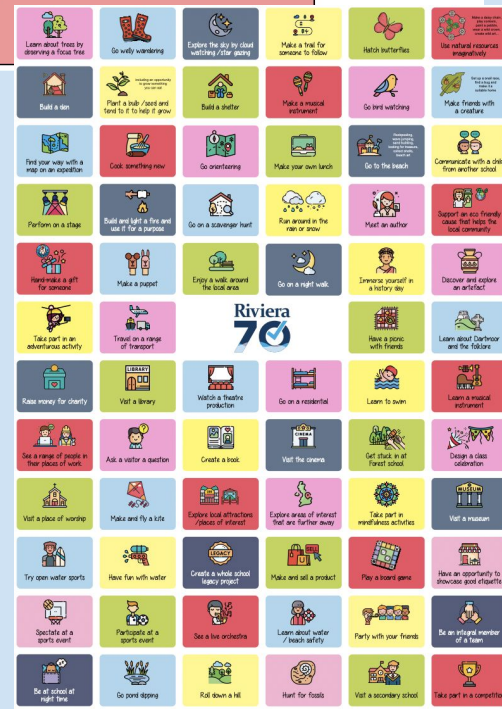 Learn about trees by
observing a focus tree
Go welly wandering
Explore the sky by cloud
watching /star gazing
Make a trail for
someone to follow
Hatch butterflies
Use natural resources
imaginatively
Build a den
including an opportunity
to grow something
you can eat
Plant a bulb /seed and
tend to it to help it grow
Build a shelter
Make a musical
instrument
Go bird watching
Make friends with
a creature
Find your way with a
map on an expedition
Cook something new
Go orienteering
Make your own lunch
Go to the beach
Communicate with a child
from another school
Perform on a stage
Build and light a fire and
use it for a purpose
Go on a scavenger hunt
Run around in the
rain or snow
Meet an author
Support an eco friendly
cause that helps the
local community
Hand-make a gift
for someone
Make a puppet
Enjoy a walk around
the local area
Go on a night walk
Immerse yourself in
a history day
Discover and explore
an artefact
Take part in an
adventurous activity
Travel on a range
of transport
Riviera
70
Have a picnic
with friends
Learn about Dartmoor
and the folklore
Raise money for charity
LIBRARY
Visit a library
Watch a theatre
production
Go on a residential
Learn to swim
Learn a musical
instrument
See a range of people in
their places of work
Ask a visitor a question
Create a book
CINEMA
Visit the cinema
Get stuck in at
Forest school
Design a class
celebration
Visit a place of worship
Make and fly a kite
Explore local attractions
/places of interest
Explore areas of interest
that are further away
Take part in
mindfulness activities
MUSEUM
Visit a museum
Try open water sports
Have fun with water
LEGACY
Create a whole school
legacy project
SELL
Make and sell a product
Play a board game
Have an opportunity to
showcase good etiquette
Spectate at a
sports event
Participate at a
sports event
See a live orchestra
Learn about water
/ beach safety
Party with your friends
Be an integral member
of a team
Be at school at
night time
Go pond dipping
Roll down a hill
Hunt for fossils
Visit a secondary school
Take part in a competition